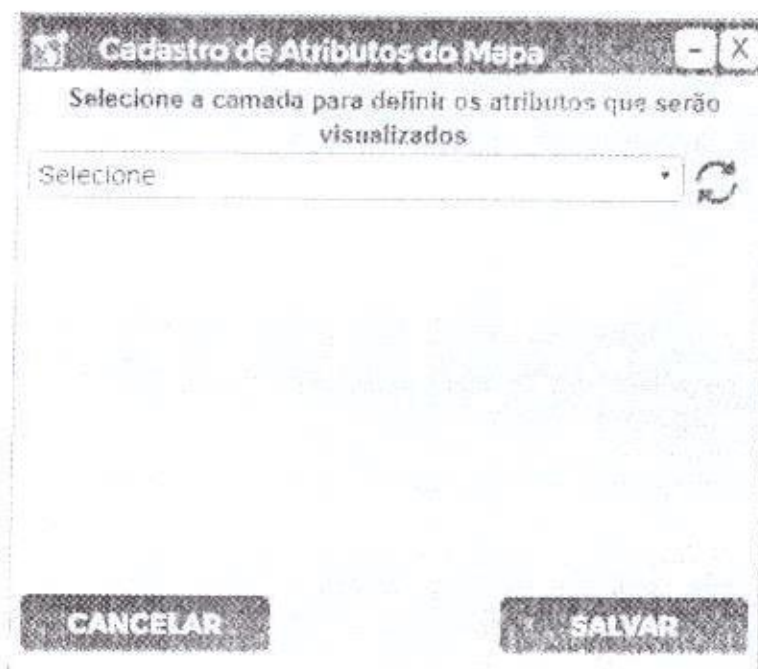 Cadastro de Atributos do Mapa - X
Selecione a camada para definir os atributos que serão
visualizados
Selecione
CANCELAR SALVAR